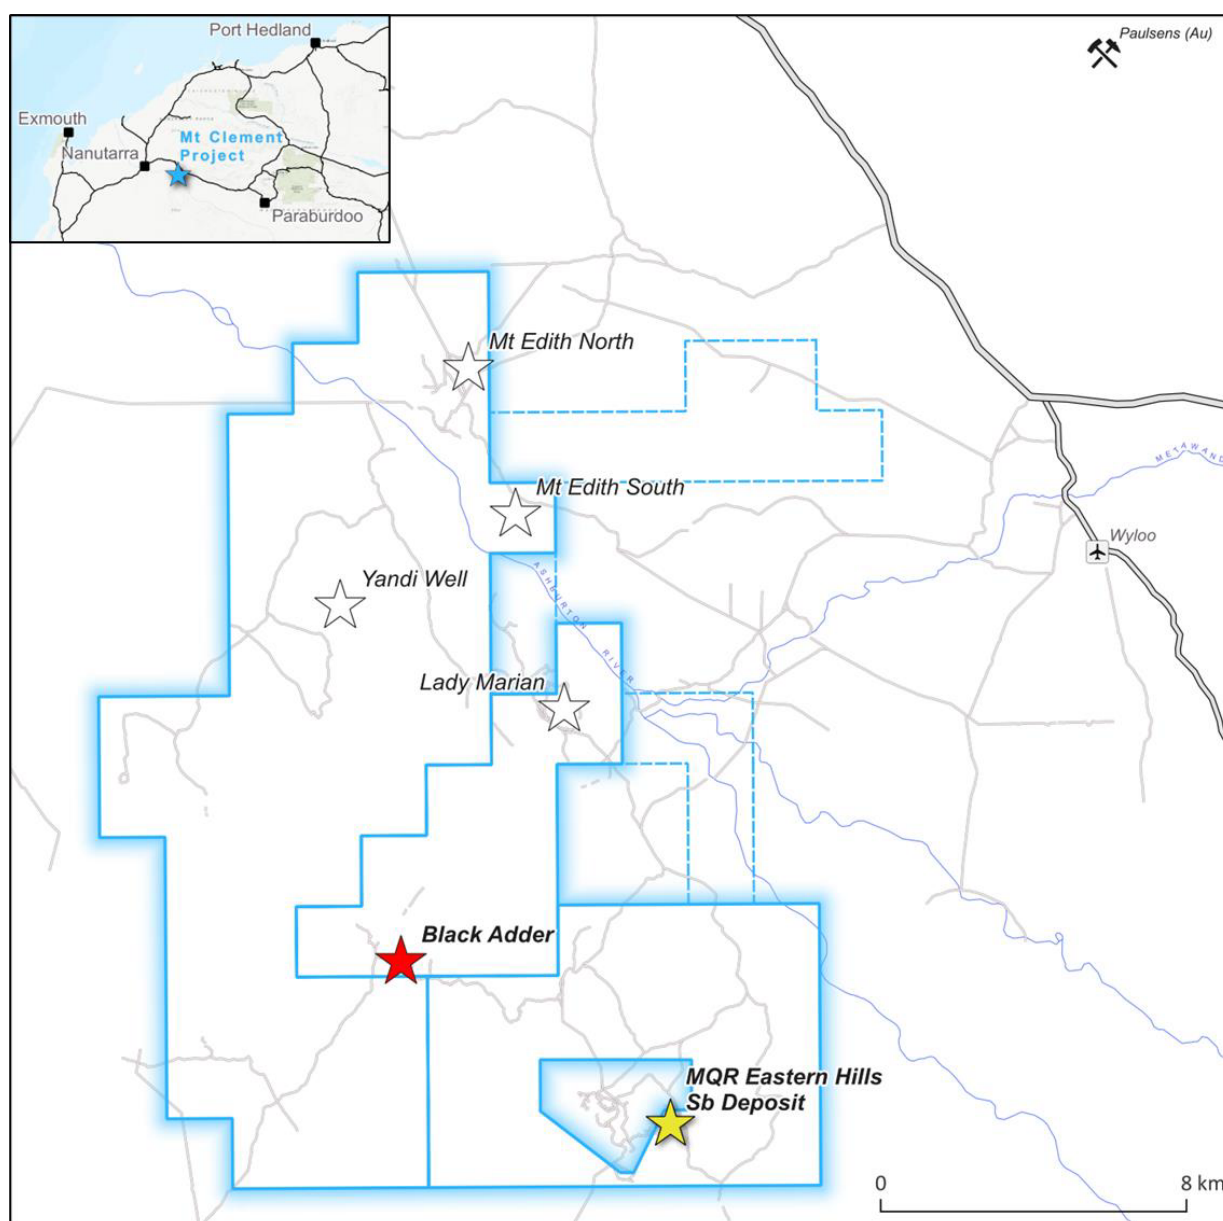 Port Hedland
Exmouth
Mt Clement
Project
Nanutarra
Paraburdoo
Paulsens (Au)
Mt Edith North
Mt Edith South
METAWAND
Wyloo
Yandi Well
ASHBURTON RIVER
Lady Marian
Black Adder
MQR Eastern Hills
Sb Deposit
0 8 km